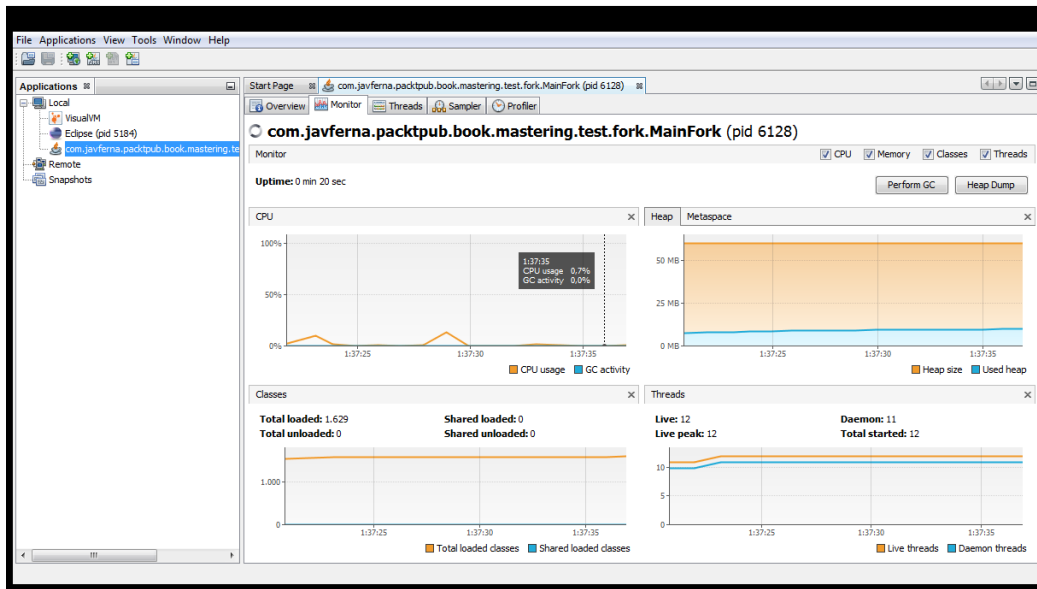 File Applications View Tools Window Help
Applications
Local
VisualVM
Eclipse (pid 5184)
com.javferna.packtpub.book.mastering.te
Remote
Snapshots
Start Page com.javferna.packtpub.book.mastering.test.fork.MainFork (pid 6128)
Overview Monitor Threads Sampler Profiler
com.javferna.packtpub.book.mastering.test.fork.MainFork (pid 6128)
Monitor CPU Memory Classes Threads
Uptime: 0 min 20 sec
Perform GC Heap Dump
CPU
100%
50%
0%
1:37:35
CPU usage 0,7%
GC activity 0,0%
1:37:25 1:37:30 1:37:35
CPU usage GC activity
Heap Metaspace
50 MB
25 MB
0 MB
1:37:25 1:37:30 1:37:35
Heap size Used heap
Classes
Total loaded: 1.629 Shared loaded: 0
Total unloaded: 0 Shared unloaded: 0
1.000
0
1:37:25 1:37:30 1:37:35
Total loaded classes Shared loaded classes
Threads
Live: 12 Daemon: 11
Live peak: 12 Total started: 12
10
5
0
1:37:25 1:37:30 1:37:35
Live threads Daemon threads